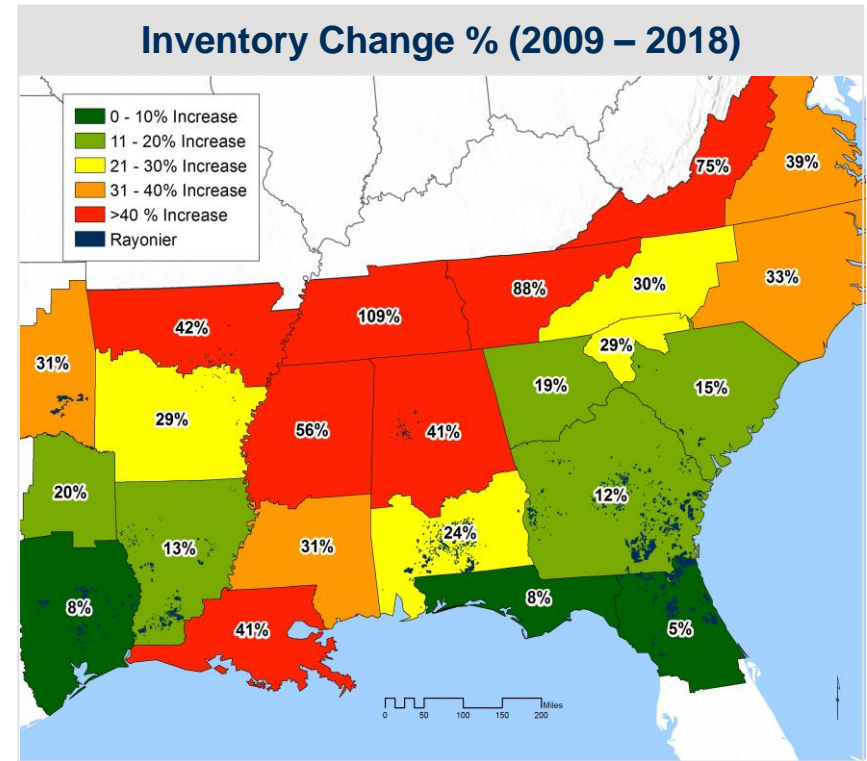 Inventory Change % (2009 – 2018)
0 - 10% Increase
11 - 20% Increase
21 - 30% Increase
31 - 40% Increase
>40 % Increase
Rayonier
75%
39%
33%
30%
88%
109%
42%
31%
29%
29%
19%
15%
56%
41%
12%
20%
13%
31%
24%
8%
8%
5%
41%
Miles
0 50 100 150 200